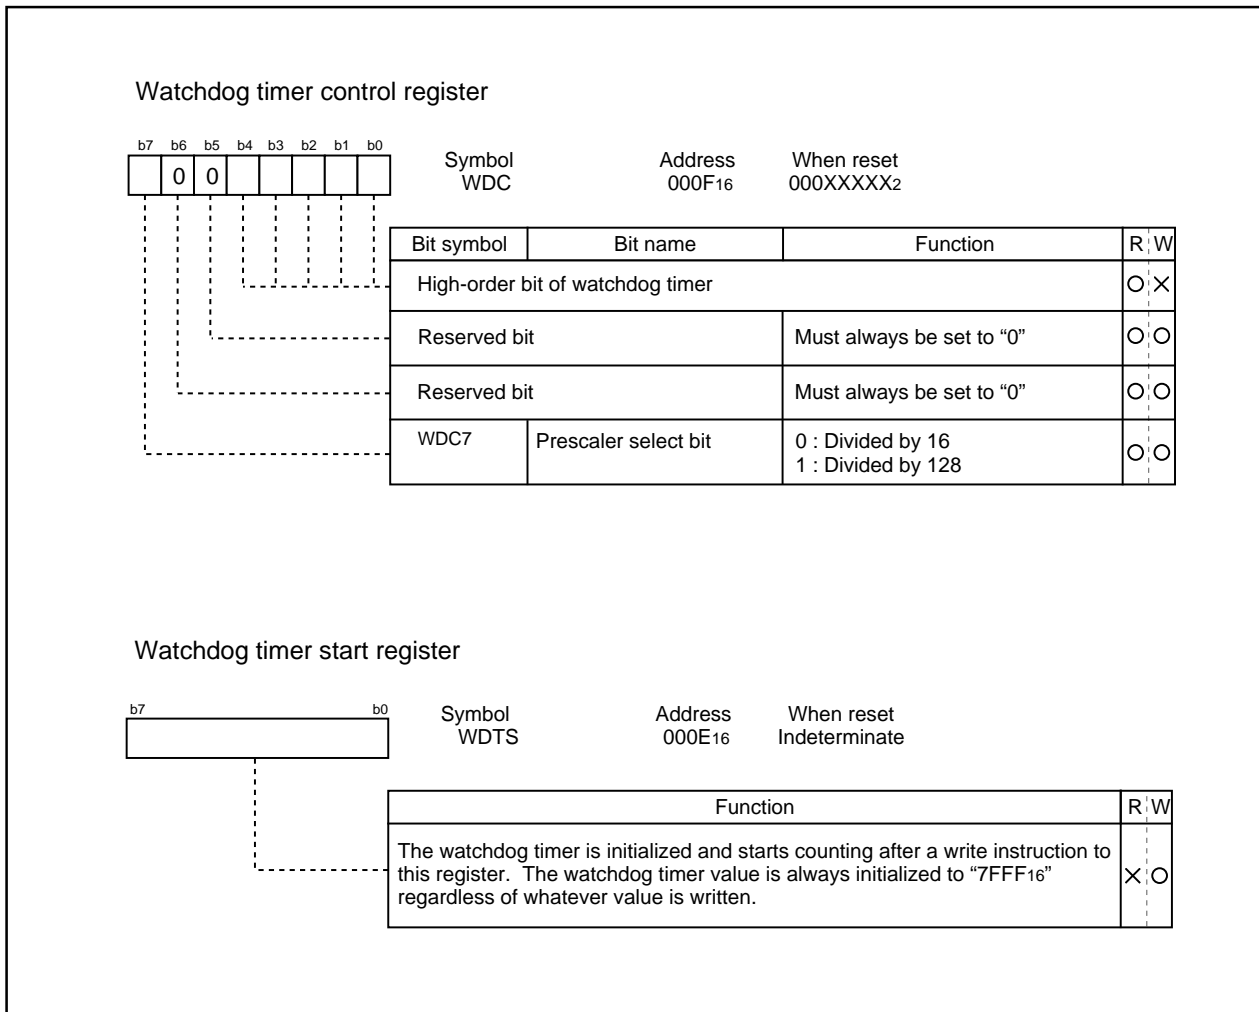 Watchdog timer control register
b7 b6 b5 b4 b3 b2 b1 b0
0 0
Symbol Address When reset
WDC 000F16 000XXXXX2
Bit symbol Bit name Function R W
High-order bit of watchdog timer
Reserved bit Must always be set to “0”
Reserved bit Must always be set to “0”
WDC7 Prescaler select bit 0 : Divided by 16
1 : Divided by 128
Watchdog timer start register
b7 b0
Symbol Address When reset
WDTS 000E16 Indeterminate
Function R W
The watchdog timer is initialized and starts counting after a write instruction to
this register. The watchdog timer value is always initialized to “7FFF16”
regardless of whatever value is written.